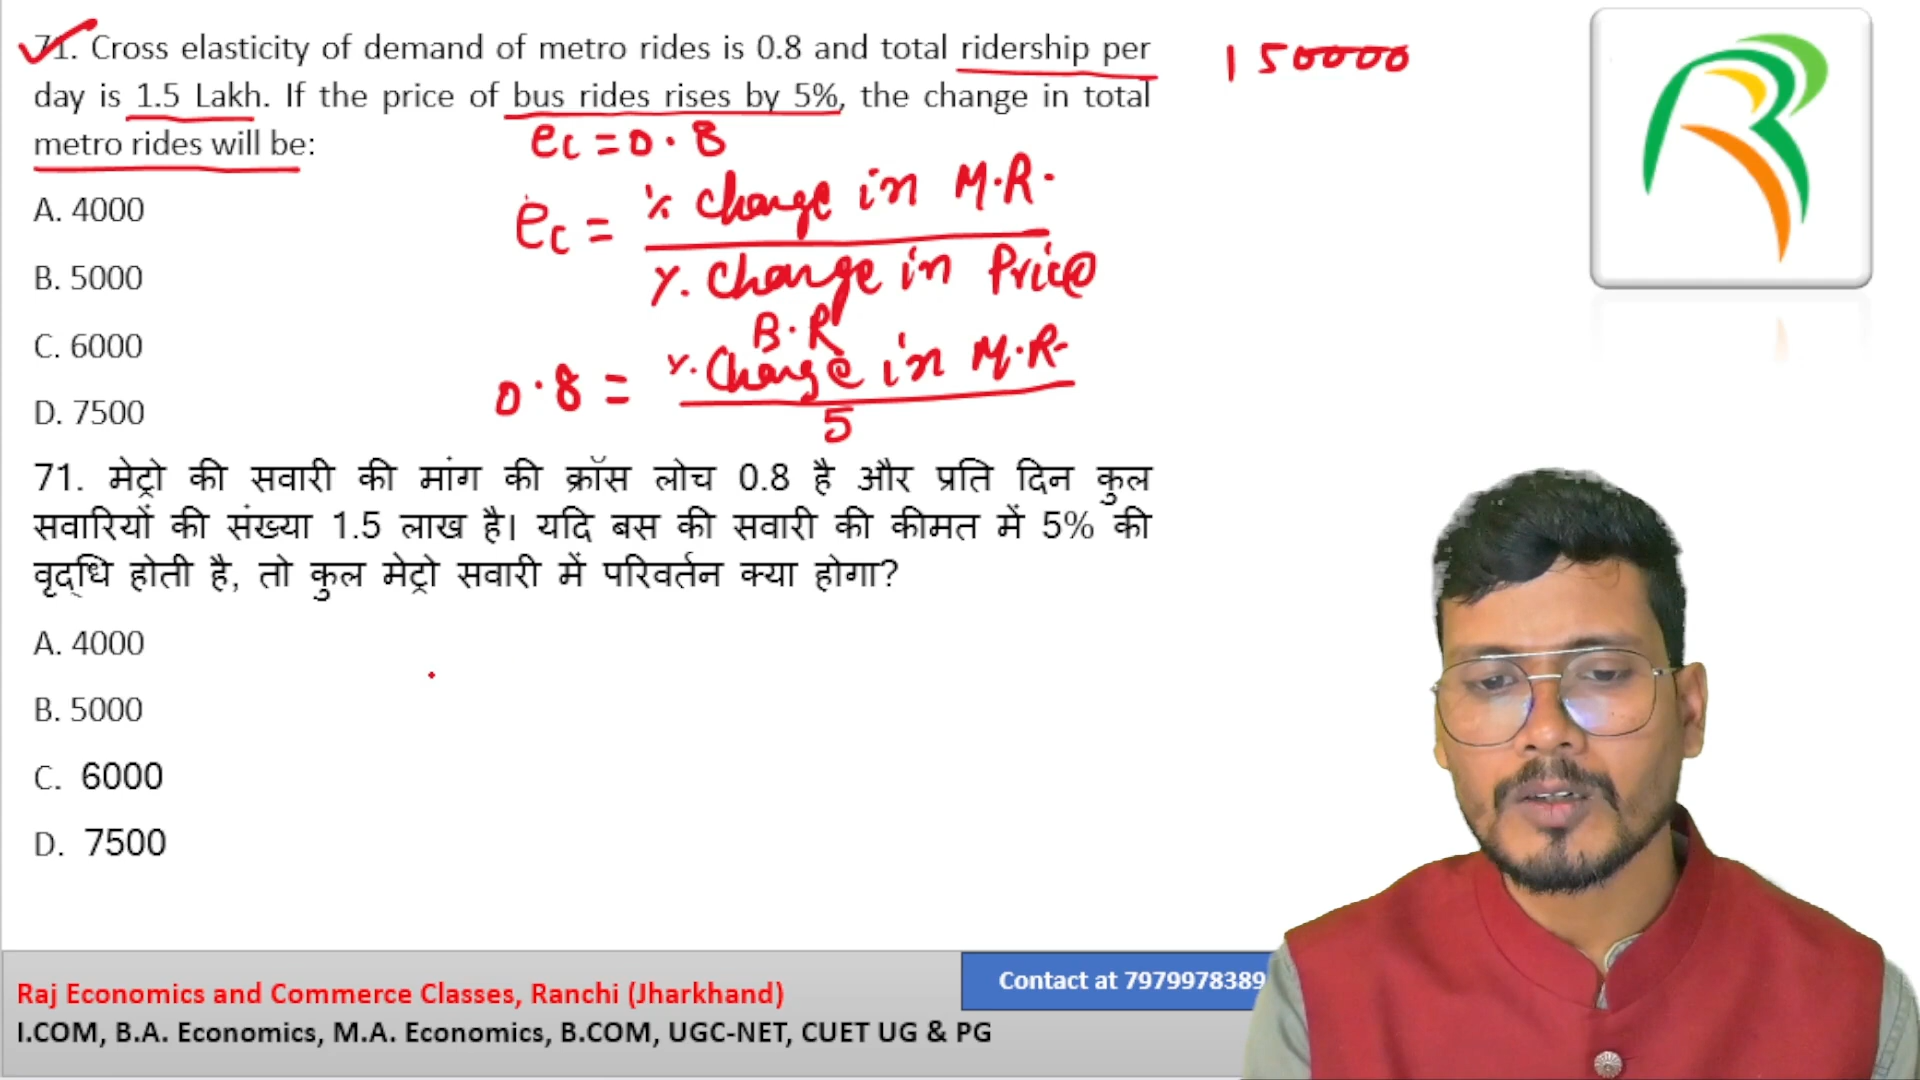 71. Cross elasticity of demand of metro rides is 0.8 and total ridership per
day is 1.5 Lakh. If the price of bus rides rises by 5%, the change in total
metro rides will be:
150000
ec = 0.8
A. 4000
ec = % change in M.R.
B. 5000
%. change in Price
B.R
C. 6000
0.8 = %. Change in M.R.
5
D. 7500
71. मेट्रो की सवारी की मांग की क्रॉस लोच 0.8 है और प्रति दिन कुल
सवारियों की संख्या 1.5 लाख है। यदि बस की सवारी की कीमत में 5% की
वृद्धि होती है, तो कुल मेट्रो सवारी में परिवर्तन क्या होगा?
A. 4000
B. 5000
C. 6000
D. 7500
Contact at 7979978389
Raj Economics and Commerce Classes, Ranchi (Jharkhand)
I.COM, B.A. Economics, M.A. Economics, B.COM, UGC-NET, CUET UG & PG